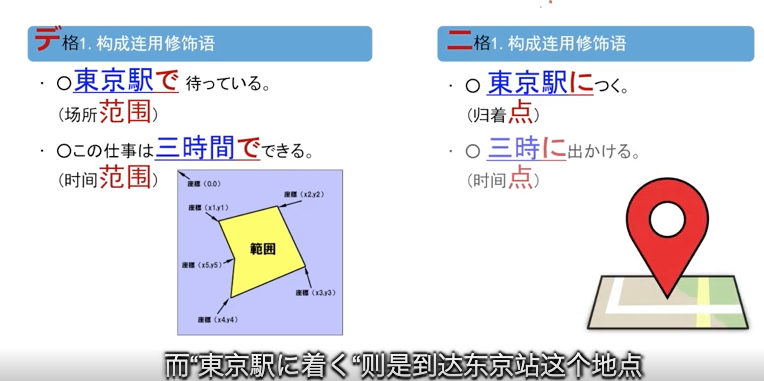 デ格1. 构成连用修饰语
· ○東京駅で 待っている。
（场所范围）
· ○この仕事は三時間でできる。
（时间范围）
座標（0,0）
座標（x1,y1）
座標（x2,y2）
範囲
座標（x5,y5）
座標（x3,y3）
座標（x4,y4）
ニ格1. 构成连用修饰语
· ○ 東京駅につく。
（归着点）
· ○ 三時に出かける。
（时间点）
而“東京駅に着く“则是到达东京站这个地点